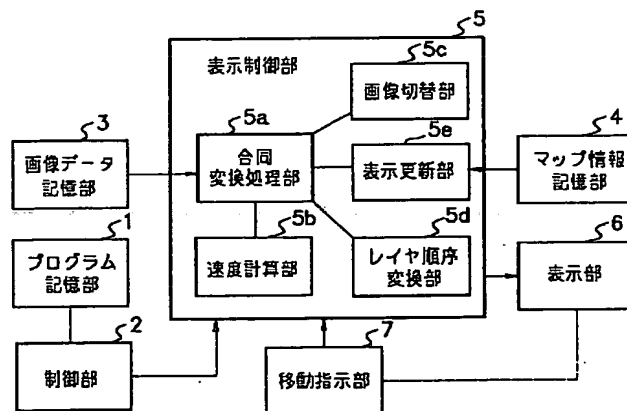 5
表示制御部
5c
画像切替部
3
画像データ
記憶部
5a
合同
変換処理部
5e
表示更新部
4
マップ情報
記憶部
1
プログラム
記憶部
5b
速度計算部
5d
レイヤ順序
変換部
6
表示部
2
制御部
7
移動指示部